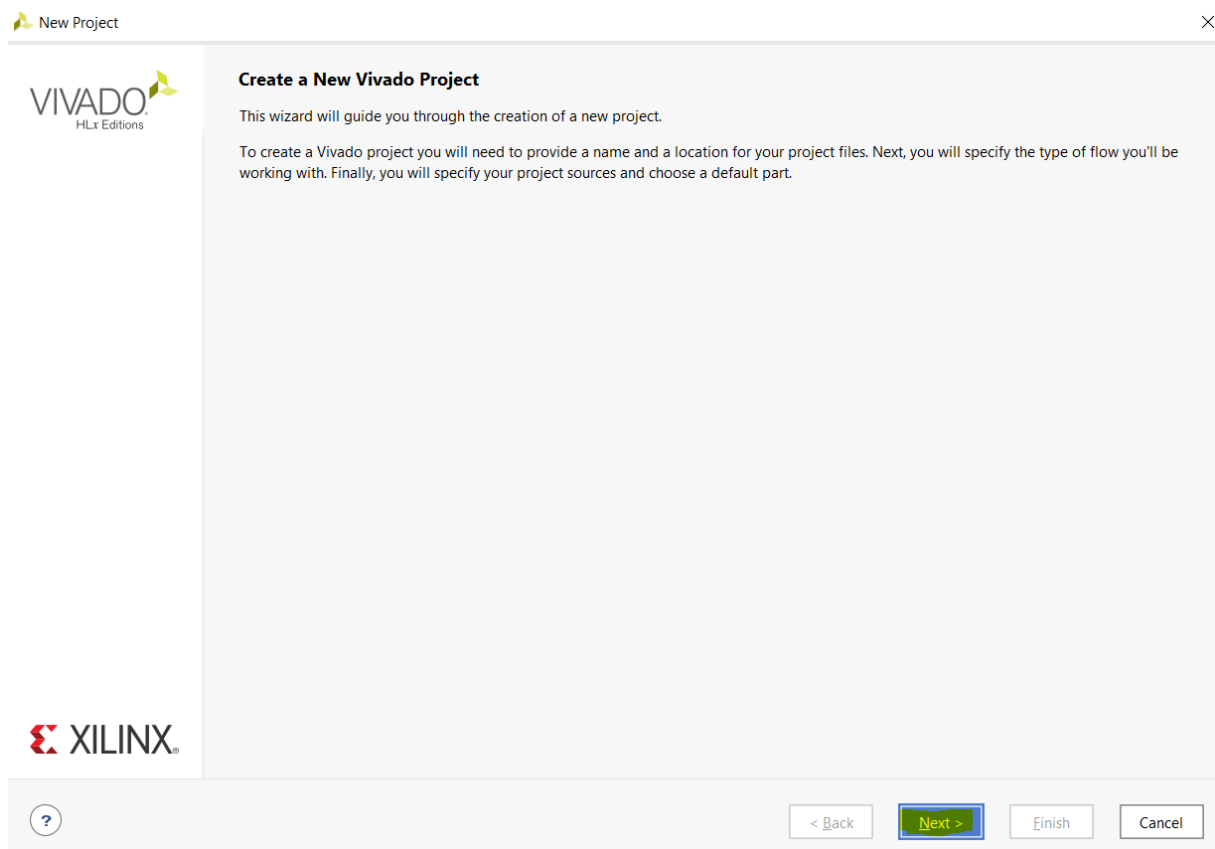 New Project
VIVADO.
HLx Editions
Create a New Vivado Project
This wizard will guide you through the creation of a new project.
To create a Vivado project you will need to provide a name and a location for your project files. Next, you will specify the type of flow you'll be
working with. Finally, you will specify your project sources and choose a default part.
XILINX®
?
< Back
Next >
Finish
Cancel